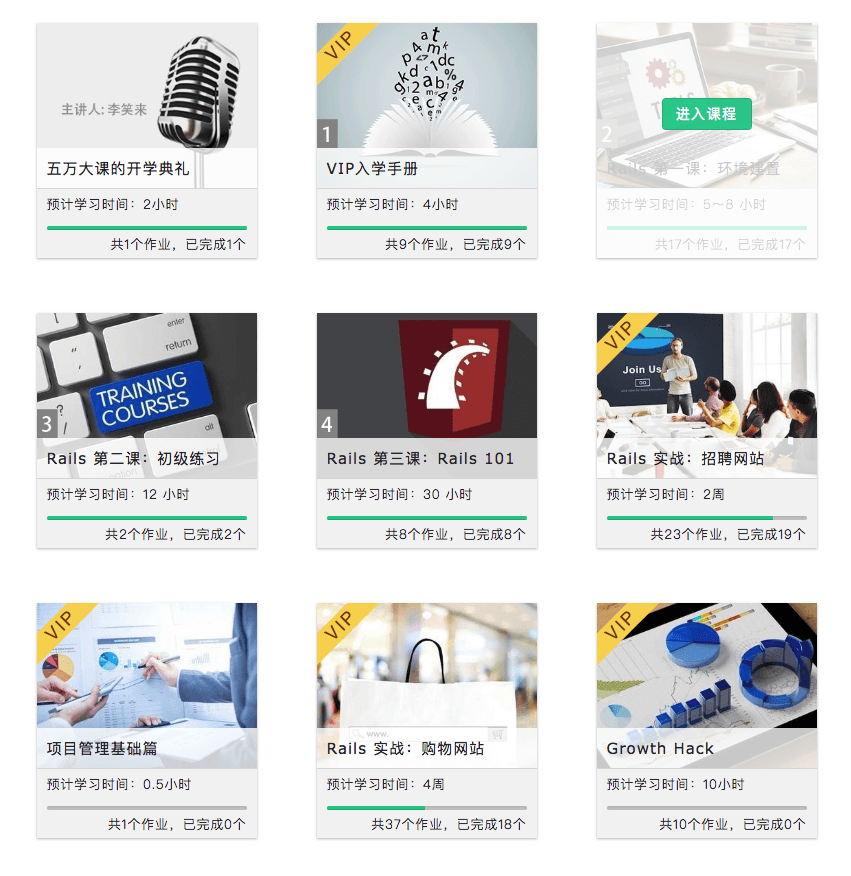 主讲人: 李笑来
五万大课的开学典礼
预计学习时间：2小时
共1个作业，已完成1个
VIP
1
VIP入学手册
预计学习时间：4小时
共9个作业，已完成9个
进入课程
2
Rails 第一课：环境建置
预计学习时间：5～8 小时
共17个作业，已完成17个
enter
return
TRAINING
COURSES
alt
option
3
Rails 第二课：初级练习
预计学习时间：12 小时
共2个作业，已完成2个
4
Rails 第三课：Rails 101
预计学习时间：30 小时
共8个作业，已完成8个
VIP
Join Us
GO
Rails 实战：招聘网站
预计学习时间：2周
共23个作业，已完成19个
VIP
项目管理基础篇
预计学习时间：0.5小时
共1个作业，已完成0个
VIP
www.
Rails 实战：购物网站
预计学习时间：4周
共37个作业，已完成18个
VIP
Growth Hack
预计学习时间：10小时
共10个作业，已完成0个